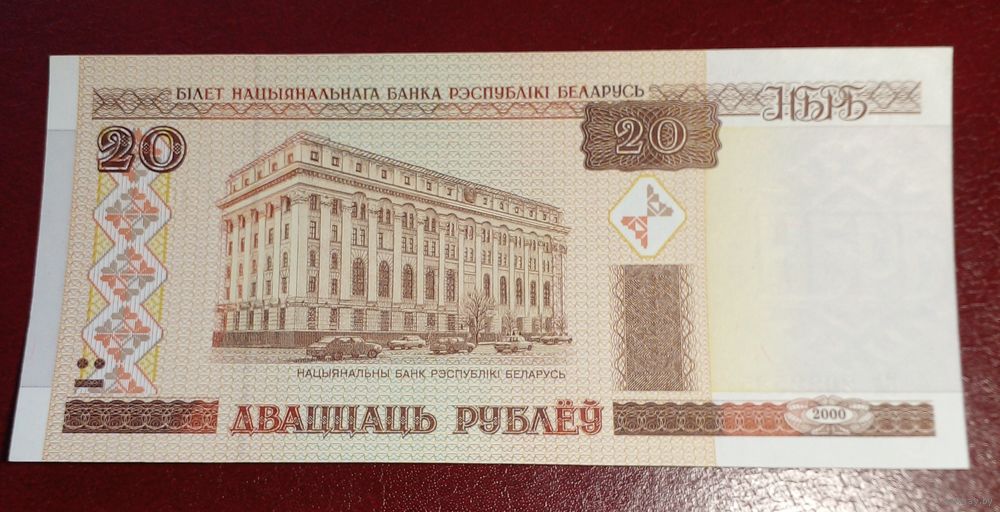 БІЛЕТ НАЦЫЯНАЛЬНАГА БАНКА РЭСПУБЛІКІ БЕЛАРУСЬ
НБРБ
20
20
НАЦЫЯНАЛЬНЫ БАНК РЭСПУБЛІКІ БЕЛАРУСЬ
ДВАЦЦАЦЬ РУБЛЁЎ
2000